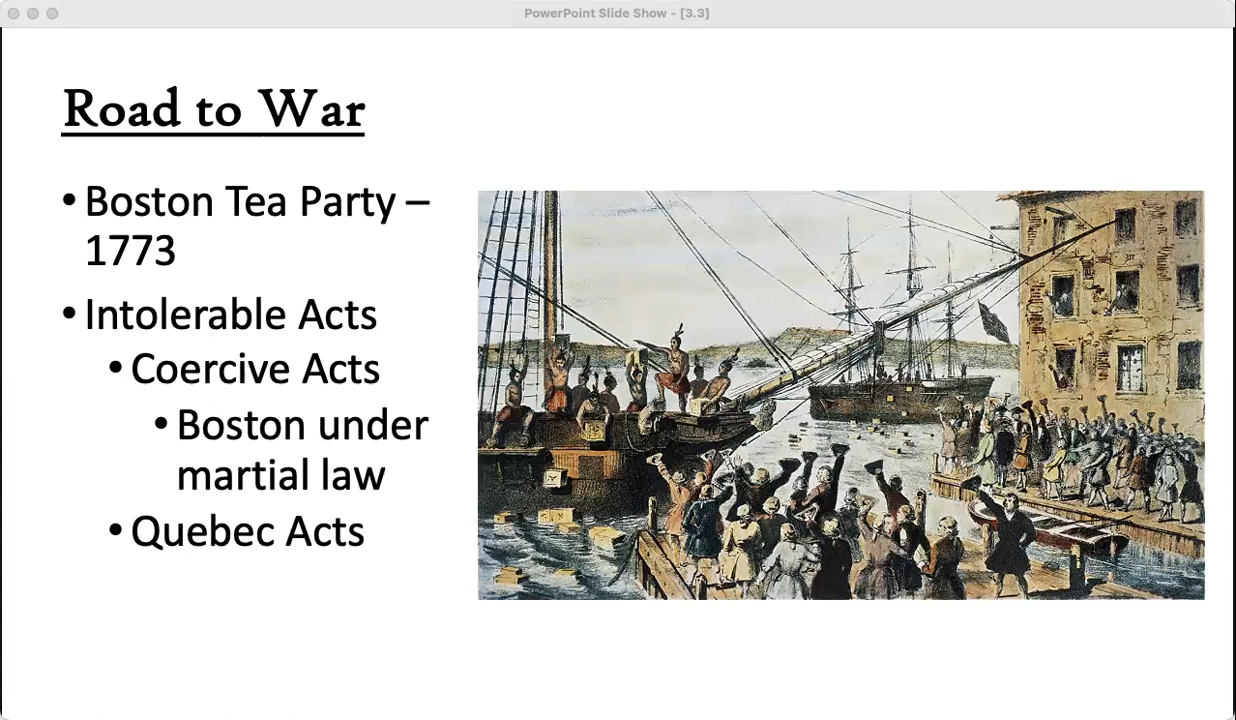 PowerPoint Slide Show - [3.3]
Road to War
• Boston Tea Party –
1773
• Intolerable Acts
• Coercive Acts
• Boston under
martial law
• Quebec Acts